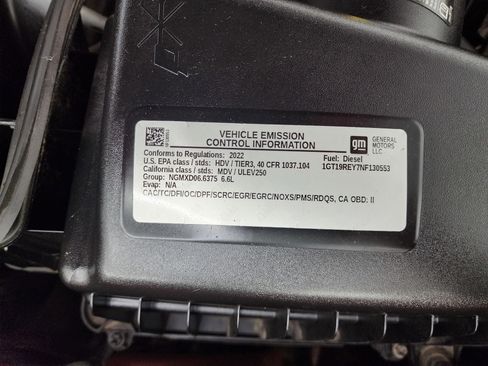 VEHICLE EMISSION
CONTROL INFORMATION
gm
GENERAL
MOTORS
LLC
Conforms to Regulations: 2022
Fuel: Diesel
U.S. EPA class / stds: HDV / TIER3, 40 CFR 1037.104
1GT19REY7NF130553
California class / stds: MDV / ULEV250
Group: NGMXD06.6375 6.6L
Evap: N/A
CAC/TC/DFI/OC/DPF/SCRC/EGR/EGRC/NOXS/PMS/RDQS, CA OBD: II